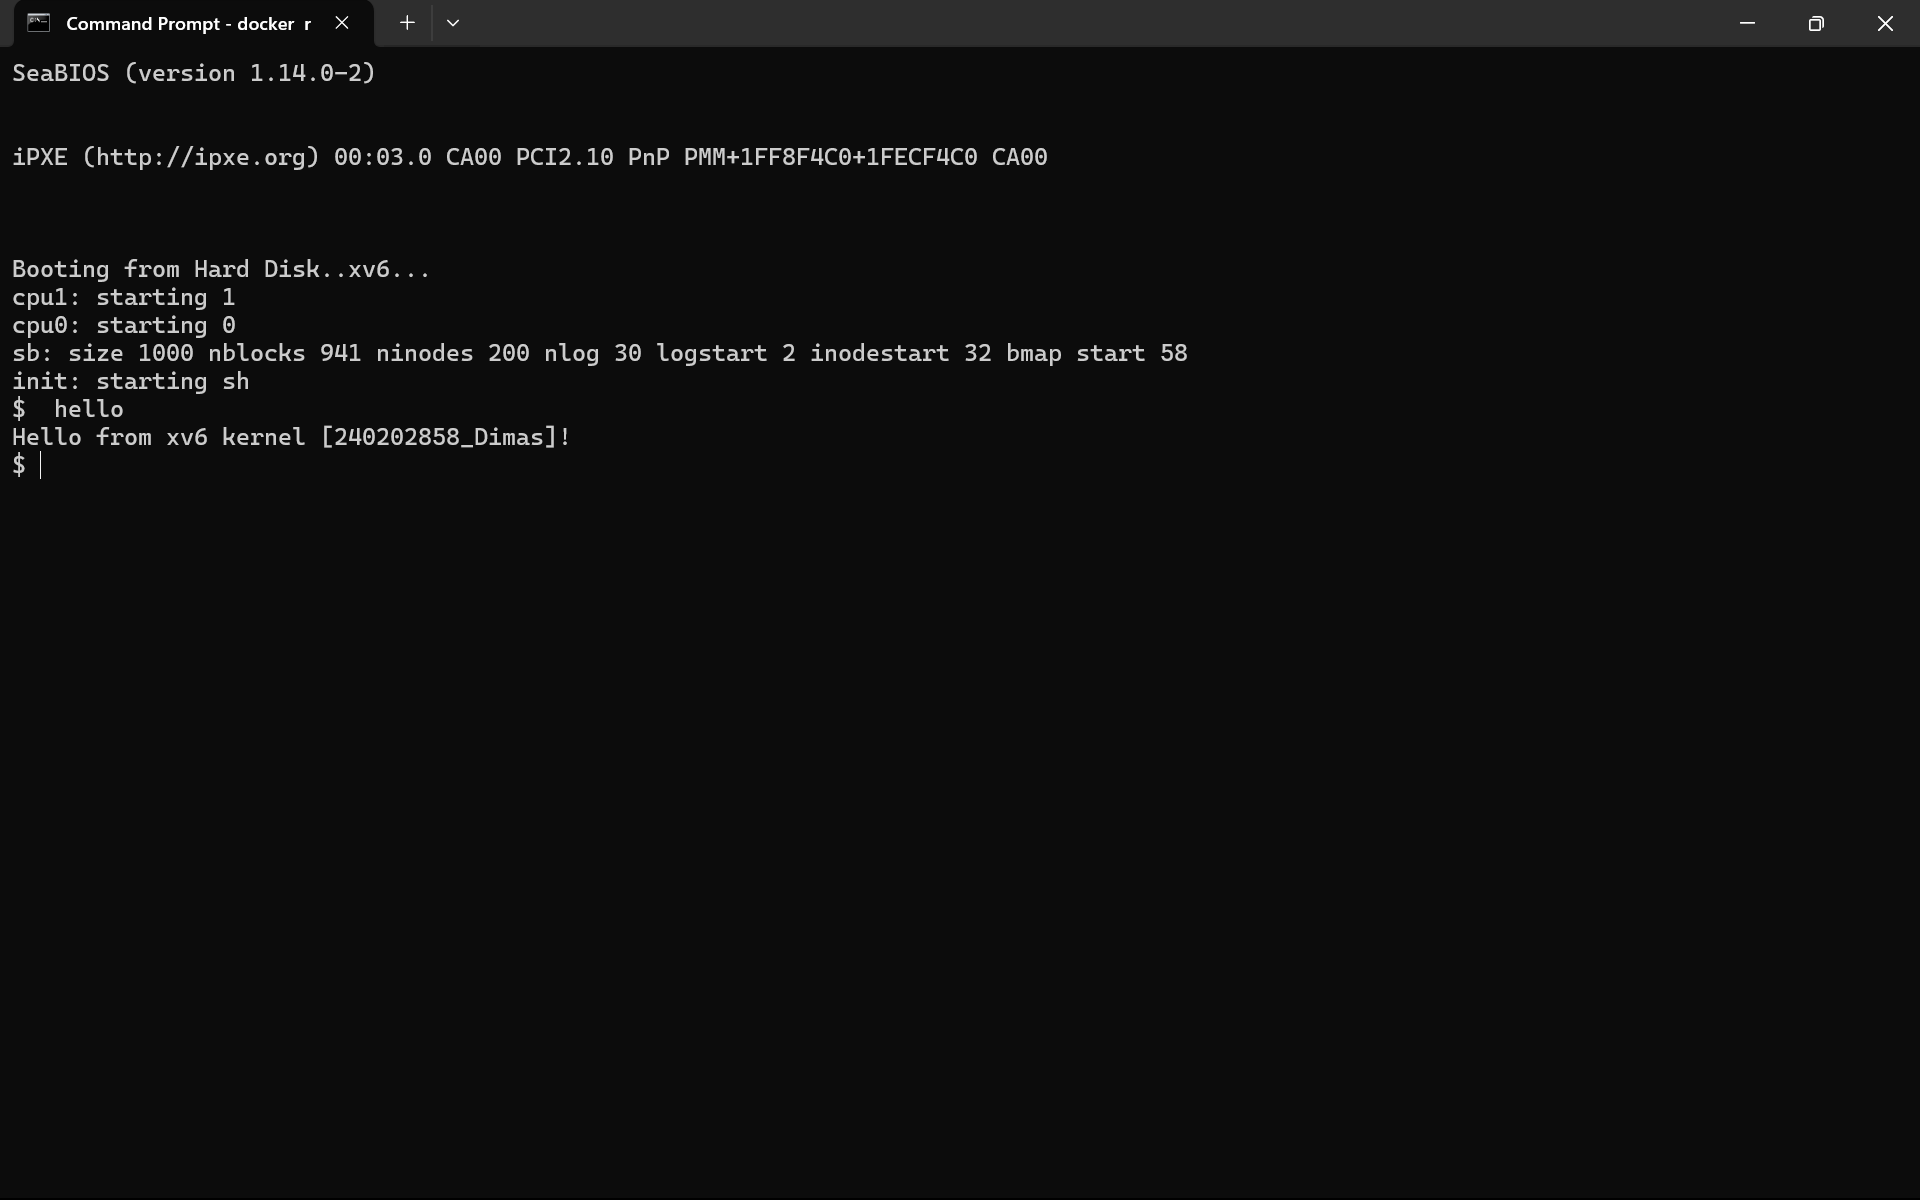 Command Prompt - docker  r
SeaBIOS (version 1.14.0-2)
iPXE (http://ipxe.org) 00:03.0 CA00 PCI2.10 PnP PMM+1FF8F4C0+1FECF4C0 CA00
Booting from Hard Disk..xv6...
cpu1: starting 1
cpu0: starting 0
sb: size 1000 nblocks 941 ninodes 200 nlog 30 logstart 2 inodestart 32 bmap start 58
init: starting sh
$  hello
Hello from xv6 kernel [240202858_Dimas]!
$